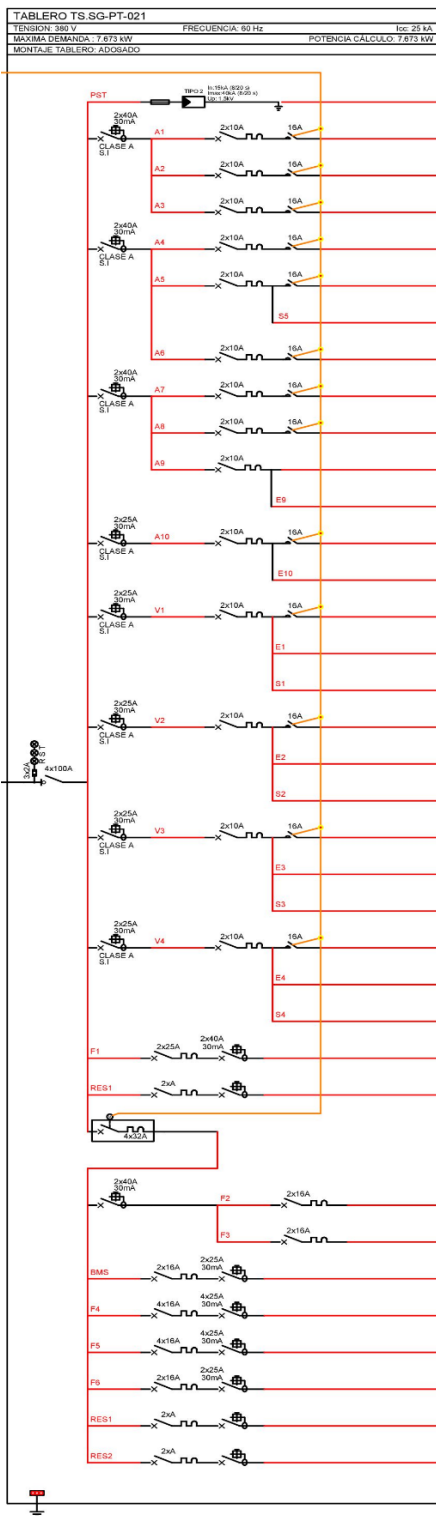 TABLERO TS.SG-PT-021
TENSION: 380 V FRECUENCIA: 60 Hz Icc: 25 kA
MAXIMA DEMANDA : 7.673 kW POTENCIA CÁLCULO: 7.673 kW
MONTAJE TABLERO: ADOSADO
PST TIPO 2
Up: 1.5kV
2x40A
30mA
CLASE A
S.I
A1 2x10A 16A
A2 2x10A 16A
A3 2x10A 16A
2x40A
30mA
CLASE A
S.I
A4 2x10A 16A
A5 2x10A 16A
S5
A6 2x10A 16A
2x40A
30mA
CLASE A
S.I
A7 2x10A 16A
A8 2x10A 16A
A9 2x10A
E9
2x25A
30mA
CLASE A
S.I
A10 2x10A 16A
E10
2x25A
30mA
CLASE A
S.I
V1 2x10A 16A
E1
S1
2x25A
30mA
CLASE A
S.I
V2 2x10A 16A
E2
S2
R S T
3x2A
4x100A
2x25A
30mA
CLASE A
S.I
V3 2x10A 16A
E3
S3
2x25A
30mA
CLASE A
S.I
V4 2x10A 16A
E4
S4
F1 2x25A 2x40A
30mA
RES1 2xA
4x32A
2x40A
30mA
F2 2x16A
F3 2x16A
BMS 2x16A 2x25A
30mA
F4 4x16A 4x25A
30mA
F5 4x16A 4x25A
30mA
F6 2x16A 2x25A
30mA
RES1 2xA
RES2 2xA